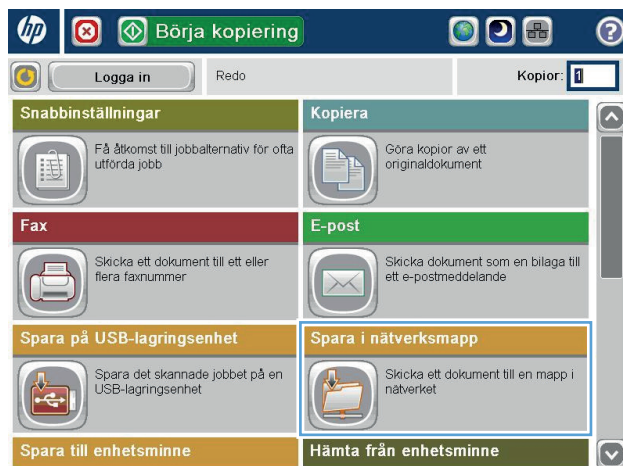 hp
Börja kopiering
?
Logga in
Redo
Kopior: 1
Snabbinställningar
Få åtkomst till jobbalternativ för ofta
utförda jobb
Kopiera
Göra kopior av ett
originaldokument
Fax
Skicka ett dokument till ett eller
flera faxnummer
E-post
Skicka dokument som en bilaga till
ett e-postmeddelande
Spara på USB-lagringsenhet
Spara det skannade jobbet på en
USB-lagringsenhet
Spara i nätverksmapp
Skicka ett dokument till en mapp i
nätverket
Spara till enhetsminne
Hämta från enhetsminne